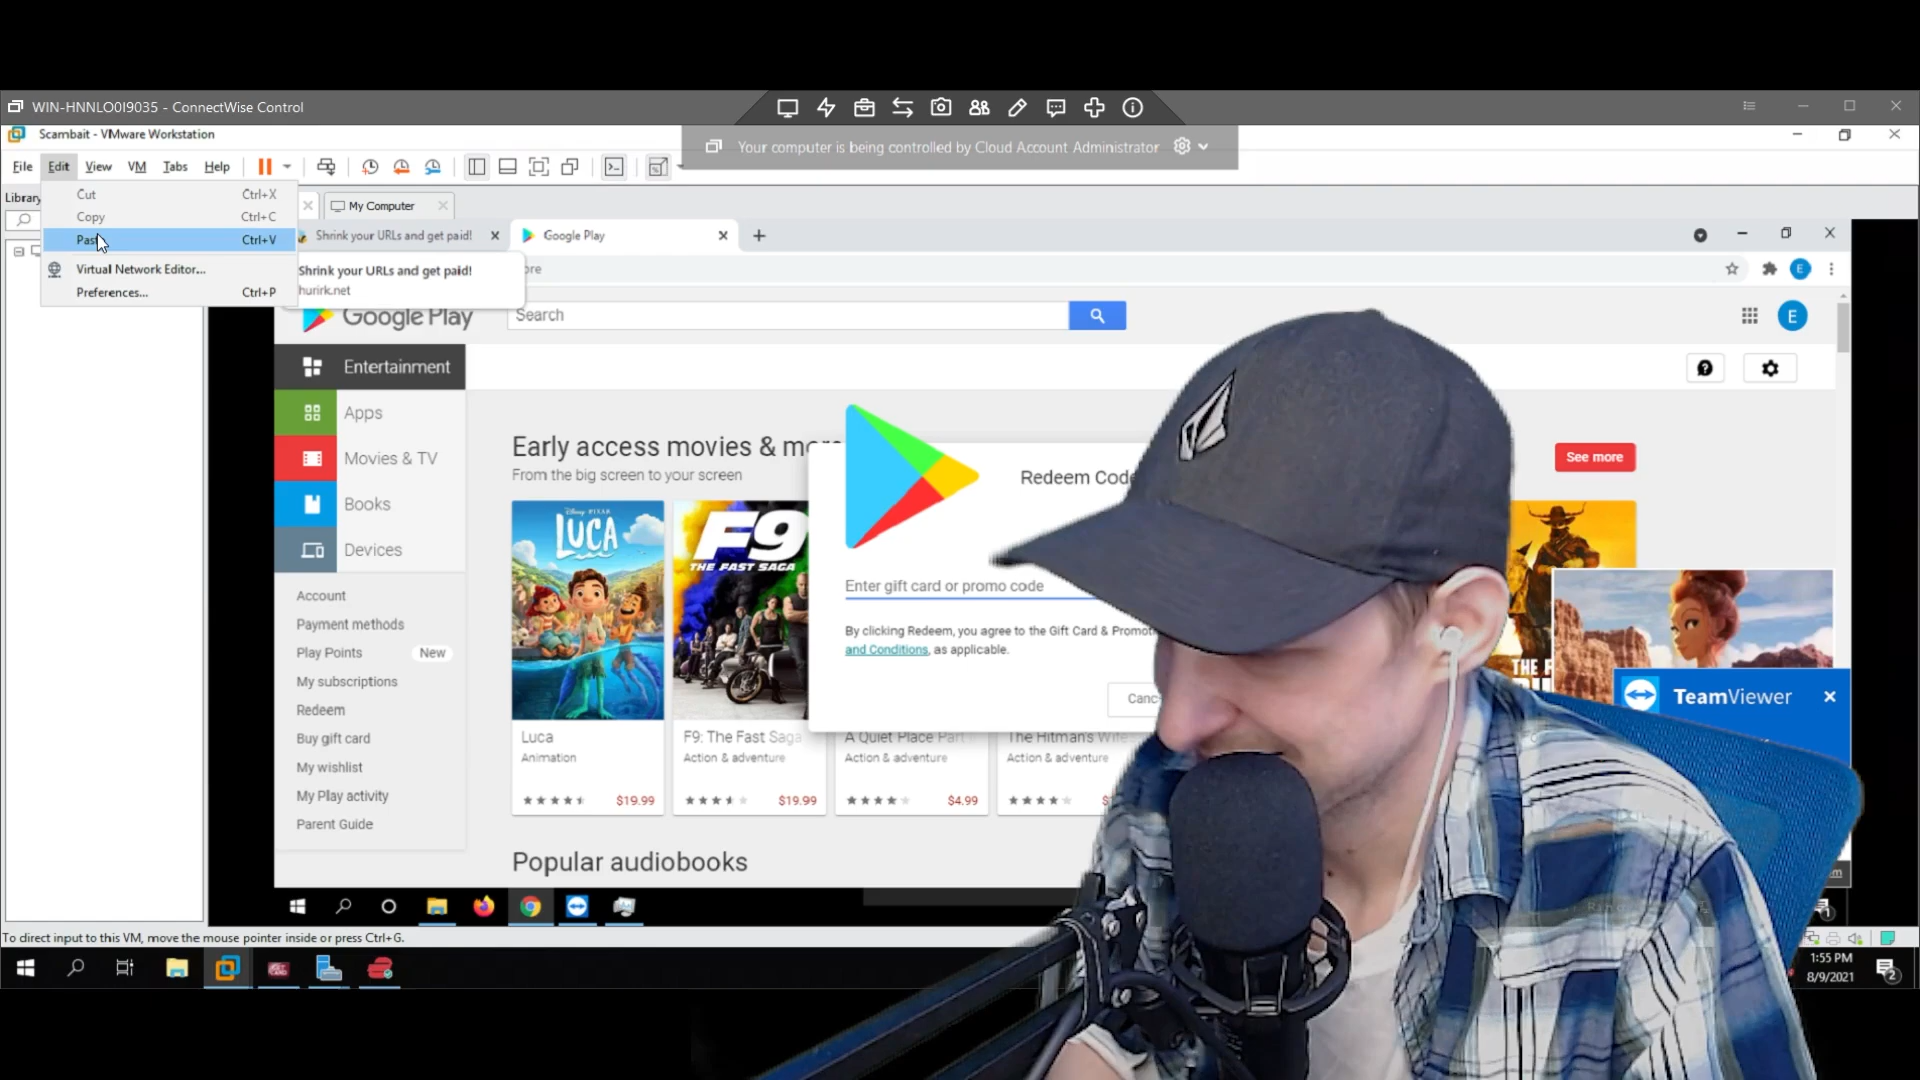 WIN-HNNLO0I9035 - ConnectWise Control
Scambait - VMware Workstation
Your computer is being controlled by Cloud Account Administrator
File Edit View VM Tabs Help
Library
Cut Ctrl+X
Copy Ctrl+C
Ctrl+V
Virtual Network Editor...
Preferences... Ctrl+P
My Computer
Shrink your URLs and get paid!
Google Play
Shrink your URLs and get paid!
hurirk.net
Google Play
Search
E
E
Entertainment
Apps
Movies & TV
Books
Devices
Account
Payment methods
Play Points New
My subscriptions
Redeem
Buy gift card
My wishlist
My Play activity
Parent Guide
Early access movies &
From the big screen to your screen
See more
Disney PIXAR
LUCA
F9
THE FAST SAGA
Redeem Code
Enter gift card or promo code
By clicking Redeem, you agree to the Gift Card &
and Conditions, as applicable.
Luca
Animation
$19.99
F9: The Fast Saga
Action & adventure
$19.99
A Quiet Place Part
Action & adventure
$4.99
The Hitman's Wife...
Action & adventure
THE
TeamViewer
Popular audiobooks
To direct input to this VM, move the mouse pointer inside or press Ctrl+G.
1
1:55 PM
8/9/2021
2